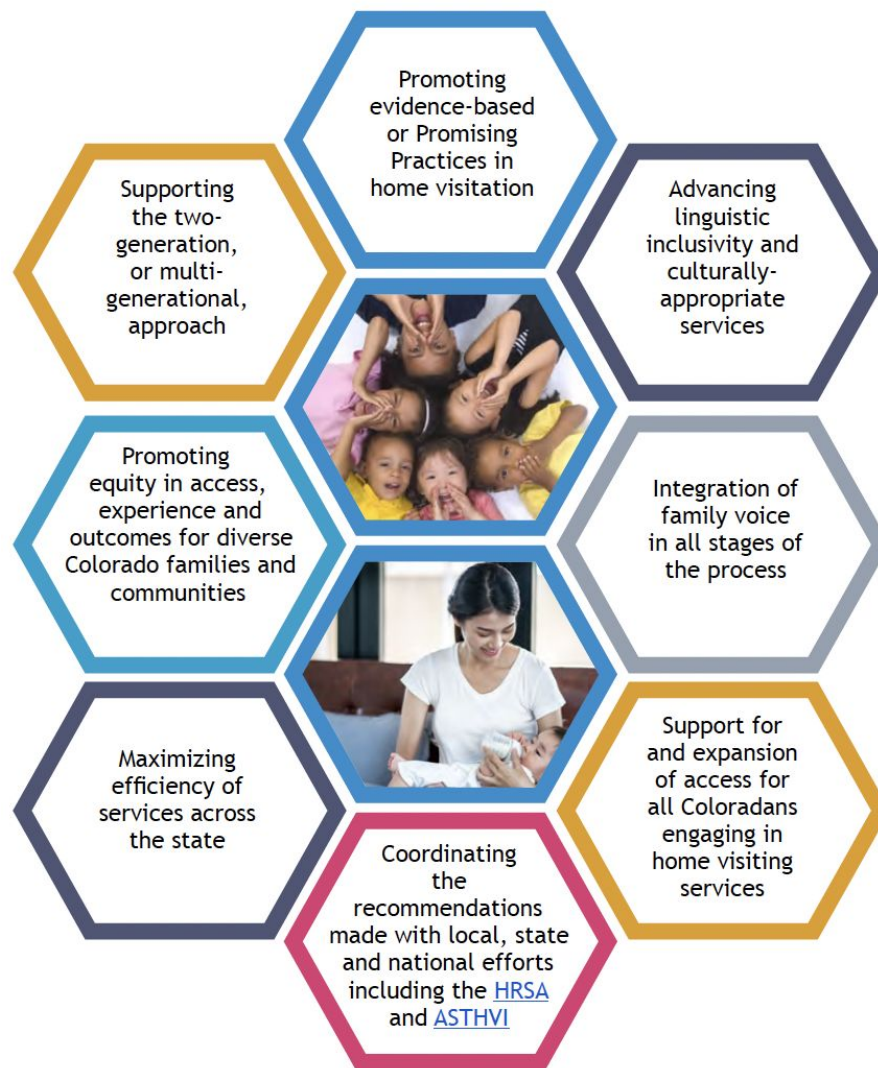 Promoting
evidence-based
or Promising
Practices in
home visitation
Supporting
the two-
generation,
or multi-
generational,
approach
Advancing
linguistic
inclusivity and
culturally-
appropriate
services
Promoting
equity in access,
experience and
outcomes for diverse
Colorado families and
communities
Integration of
family voice
in all stages of
the process
Maximizing
efficiency of
services across
the state
Support for
and expansion
of access for
all Coloradans
engaging in
home visiting
services
Coordinating
the
recommendations
made with local, state
and national efforts
including the HRSA
and ASTHVI